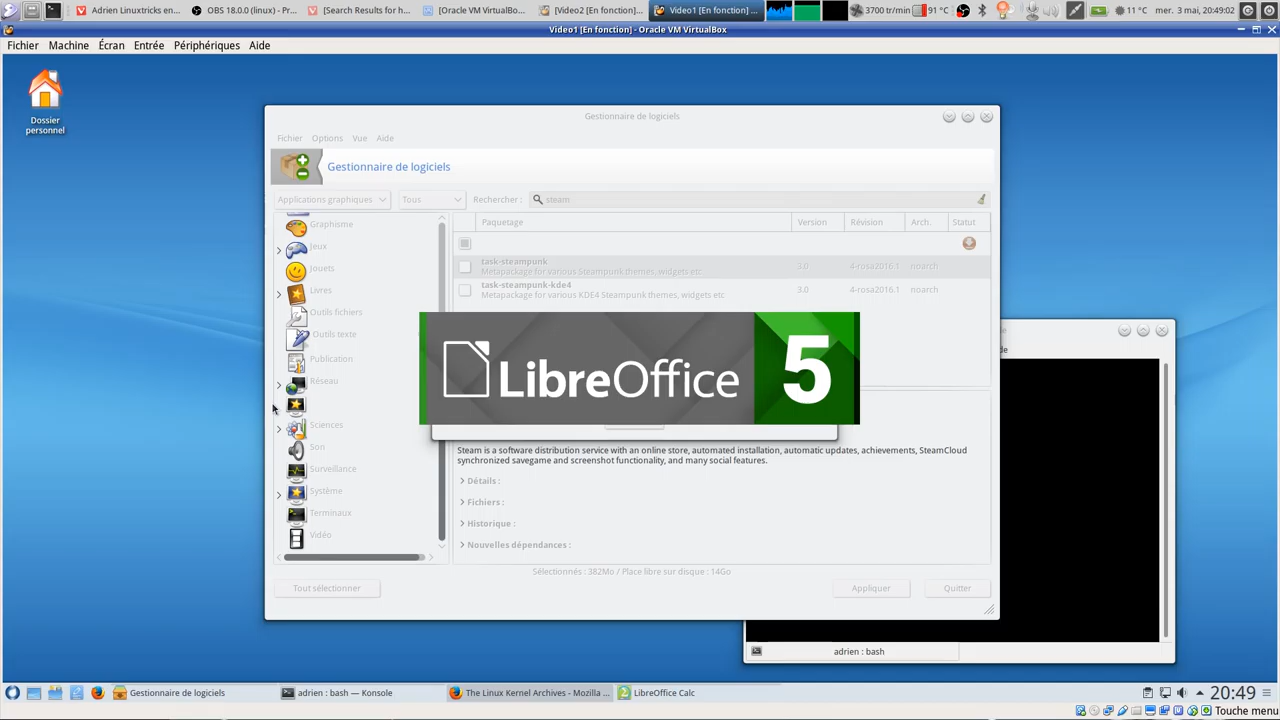 Adrien Linuxtricks en...
OBS 18.0.0 (linux) - Pr...
[Search Results for h...
[Oracle VM VirtualBo...
[Video2 [En fonction]...
Video1 [En fonction] ...
3700 tr/min
91 °C
11 °C
mer. 3 mai, 20:49:02
Video1 [En fonction] - Oracle VM VirtualBox
Fichier Machine Écran Entrée Périphériques Aide
Dossier
personnel
Gestionnaire de logiciels
Fichier Options Vue Aide
Gestionnaire de logiciels
Applications graphiques
Tous
Rechercher :
steam
Graphisme
Jeux
Jouets
Livres
Outils fichiers
Outils texte
Publication
Réseau
Sciences
Son
Surveillance
Système
Terminaux
Vidéo
Paquetage Version Révision Arch. Statut
task-steampunk 3.0 4-rosa2016.1 noarch
Metapackage for various Steampunk themes, widgets etc
task-steampunk-kde4 3.0 4-rosa2016.1 noarch
Metapackage for various KDE4 Steampunk themes, widgets etc
LibreOffice 5
Steam is a software distribution service with an online store, automated installation, automatic updates, achievements, SteamCloud
synchronized savegame and screenshot functionality, and many social features.
Détails :
Fichiers :
Historique :
Nouvelles dépendances :
Sélectionnés : 382Mo / Place libre sur disque : 14Go
Tout sélectionner
Appliquer
Quitter
de
adrien : bash
Gestionnaire de logiciels
adrien : bash — Konsole
The Linux Kernel Archives - Mozilla ...
LibreOffice Calc
20:49
Touche menu